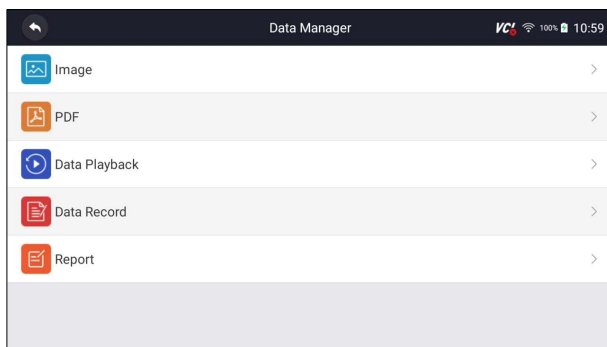 Data Manager
VCI 100% 10:59
Image
PDF
Data Playback
Data Record
Report